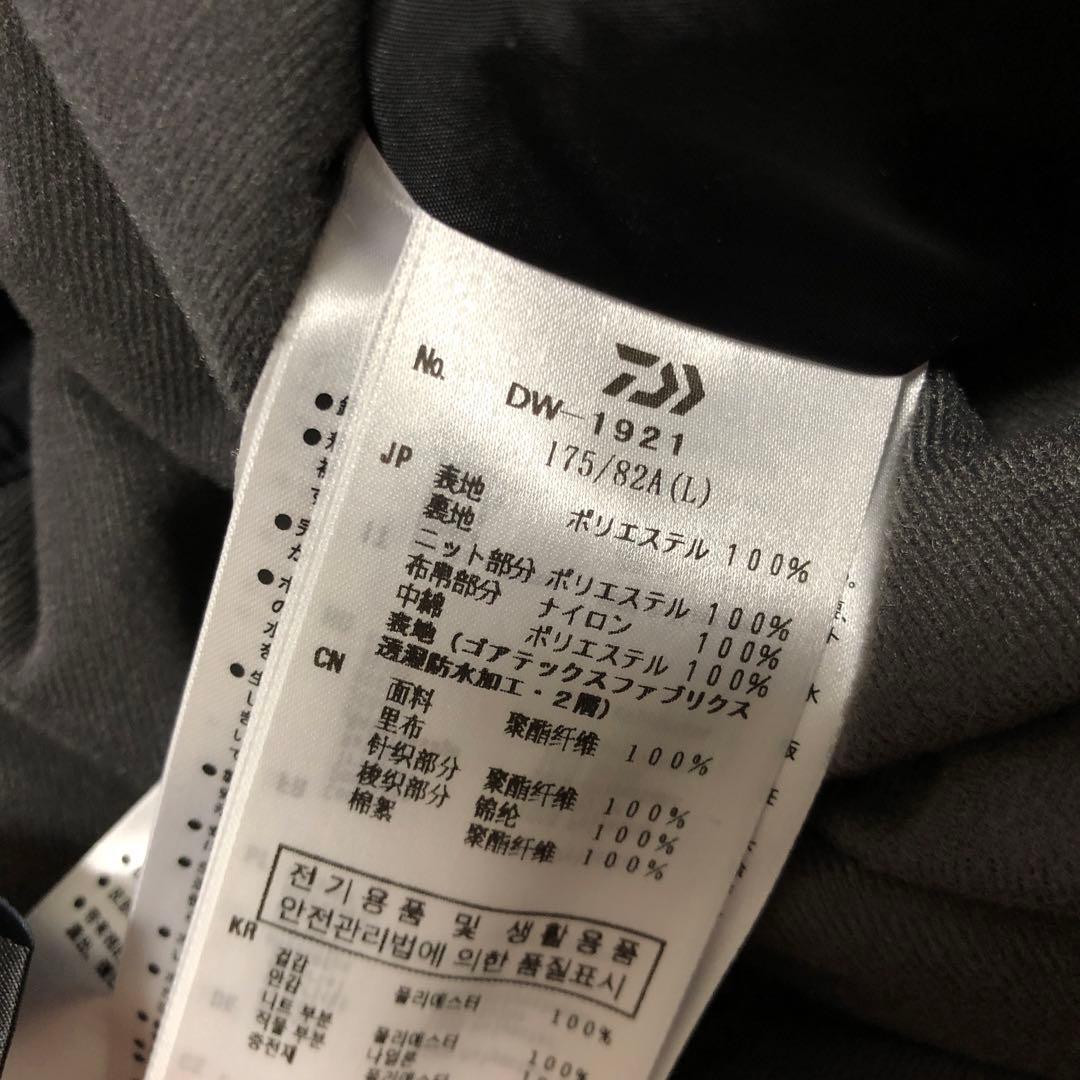 No. DW-1921
175/82A(L)
JP 表地 ポリエステル 100%
裏地
ニット部分 ポリエステル 100%
布帛部分 ナイロン 100%
中綿 ポリエステル 100%
表地 (ゴアテックスファブリクス
透湿防水加工・2層)
CN 面料 聚酯纤维 100%
里布
针织部分 聚酯纤维 100%
梭织部分 锦纶 100%
棉絮 聚酯纤维 100%
전기용품 및 생활용품
안전관리법에 의한 품질표시
KR 겉감 폴리에스터 100%
안감
니트 부분 폴리에스터 100%
직물 부분 나일론
충전재 폴리에스터